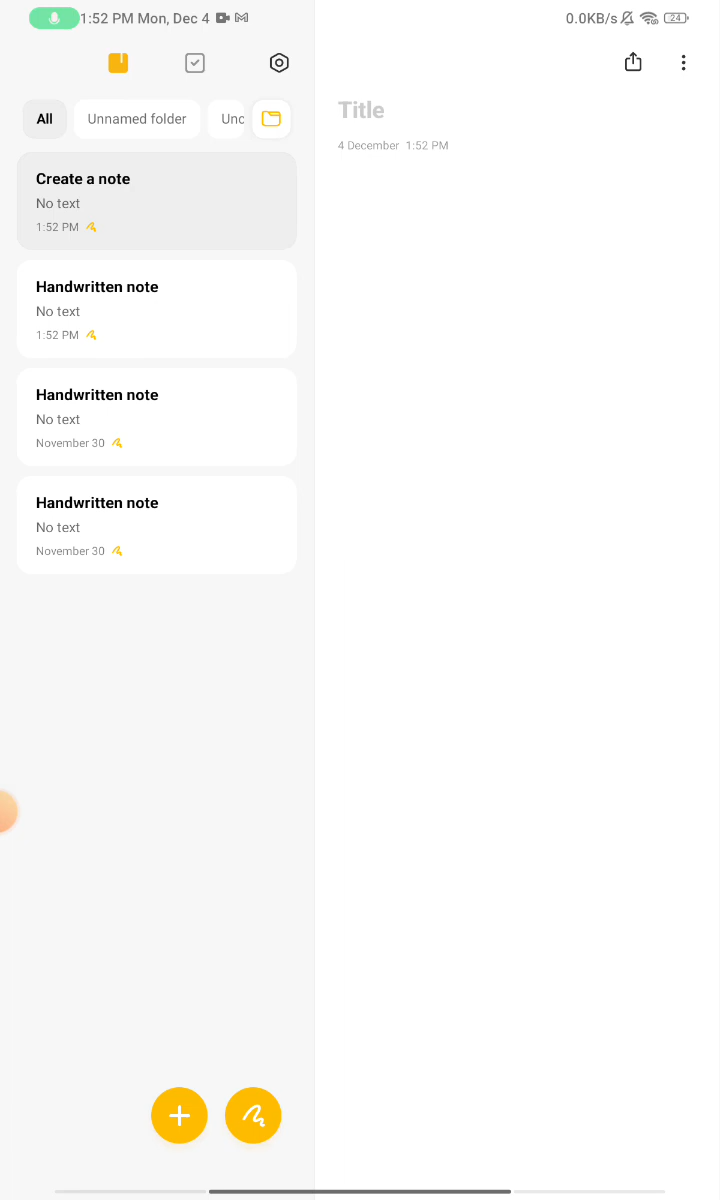 1:52 PM Mon, Dec 4
0.0KB/s
24
All
Unnamed folder
Unc
Create a note
No text
1:52 PM
Handwritten note
No text
1:52 PM
Handwritten note
No text
November 30
Handwritten note
No text
November 30
Title
4 December 1:52 PM